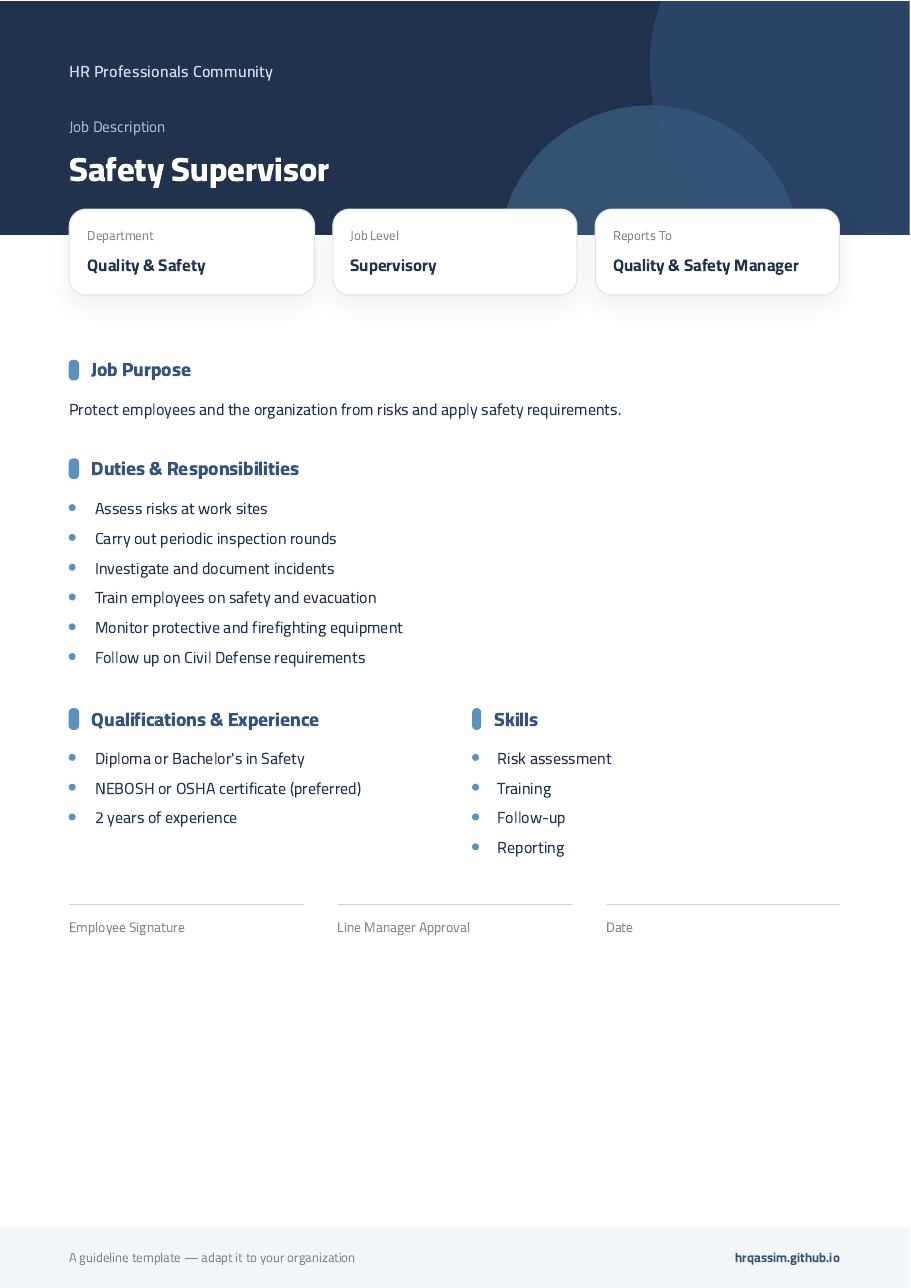 HR Professionals Community
Job Description
Safety Supervisor
Department
Quality & Safety
Job Level
Supervisory
Reports To
Quality & Safety Manager
Job Purpose
Protect employees and the organization from risks and apply safety requirements.
Duties & Responsibilities
Assess risks at work sites
Carry out periodic inspection rounds
Investigate and document incidents
Train employees on safety and evacuation
Monitor protective and firefighting equipment
Follow up on Civil Defense requirements
Qualifications & Experience
Diploma or Bachelor's in Safety
NEBOSH or OSHA certificate (preferred)
2 years of experience
Skills
Risk assessment
Training
Follow-up
Reporting
Employee Signature
Line Manager Approval
Date
A guideline template — adapt it to your organization
hrqassim.github.io